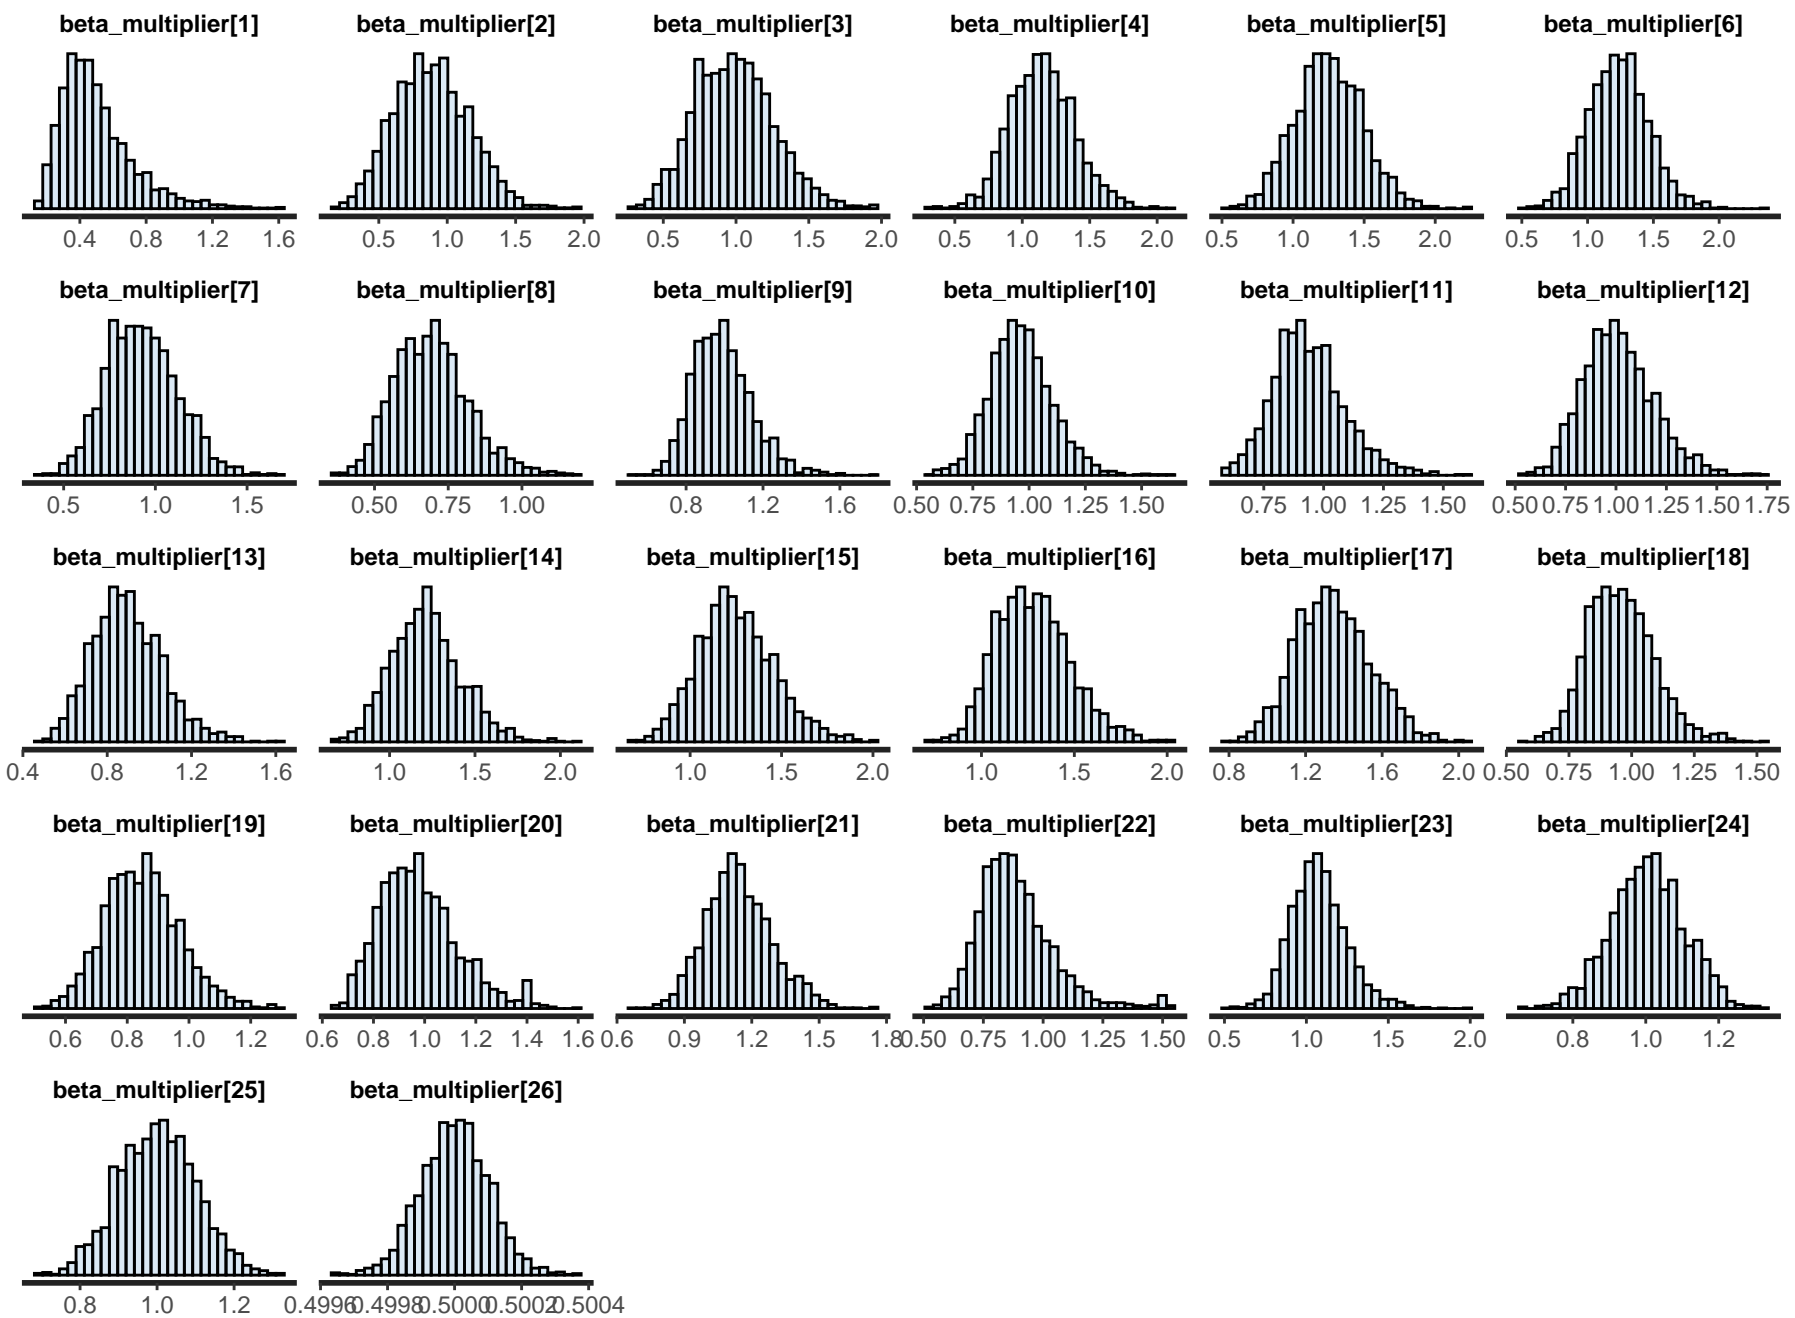 beta_multiplier[1] beta_multiplier[2] beta_multiplier[3] beta_multiplier[4] beta_multiplier[5] beta_multiplier[6]
0.4 0.8 1.2 1.6 0.5 1.0 1.5 2.0 0.5 1.0 1.5 2.0 0.5 1.0 1.5 2.0 0.5 1.0 1.5 2.0 0.5 1.0 1.5 2.0
beta_multiplier[7] beta_multiplier[8] beta_multiplier[9] beta_multiplier[10] beta_multiplier[11] beta_multiplier[12]
0.5 1.0 1.5 0.50 0.75 1.00 0.8 1.2 1.6 0.50 0.75 1.00 1.25 1.50 0.75 1.00 1.25 1.50 0.50 0.75 1.00 1.25 1.50 1.75
beta_multiplier[13] beta_multiplier[14] beta_multiplier[15] beta_multiplier[16] beta_multiplier[17] beta_multiplier[18]
0.4 0.8 1.2 1.6 1.0 1.5 2.0 1.0 1.5 2.0 1.0 1.5 2.0 0.8 1.2 1.6 2.0 0.50 0.75 1.00 1.25 1.50
beta_multiplier[19] beta_multiplier[20] beta_multiplier[21] beta_multiplier[22] beta_multiplier[23] beta_multiplier[24]
0.6 0.8 1.0 1.2 0.6 0.8 1.0 1.2 1.4 1.6 0.6 0.9 1.2 1.5 1.8 0.50 0.75 1.00 1.25 1.50 0.5 1.0 1.5 2.0 0.8 1.0 1.2
beta_multiplier[25] beta_multiplier[26]
0.8 1.0 1.2 0.4996 0.4998 0.5000 0.5002 0.5004